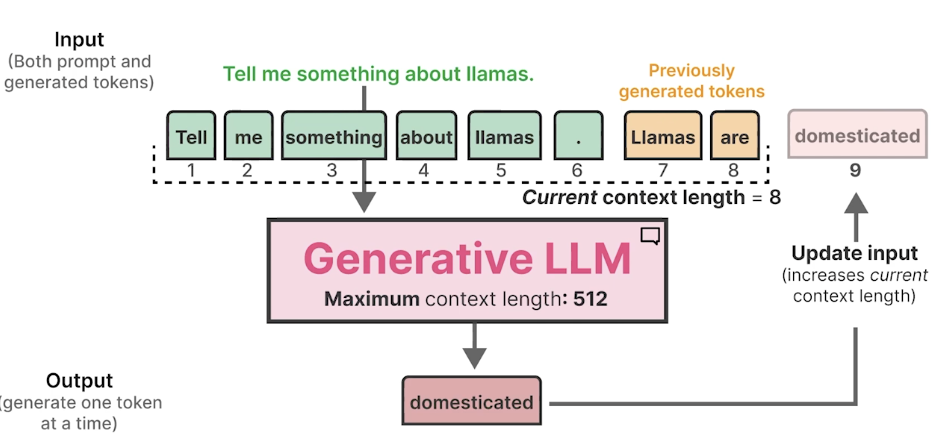 Input
(Both prompt and
generated tokens)
Tell me something about llamas.
Previously
generated tokens
Tell me something about llamas . Llamas are domesticated
1 2 3 4 5 6 7 8 9
Current context length = 8
Generative LLM
Maximum context length: 512
Update input
(increases current
context length)
Output
(generate one token
at a time)
domesticated